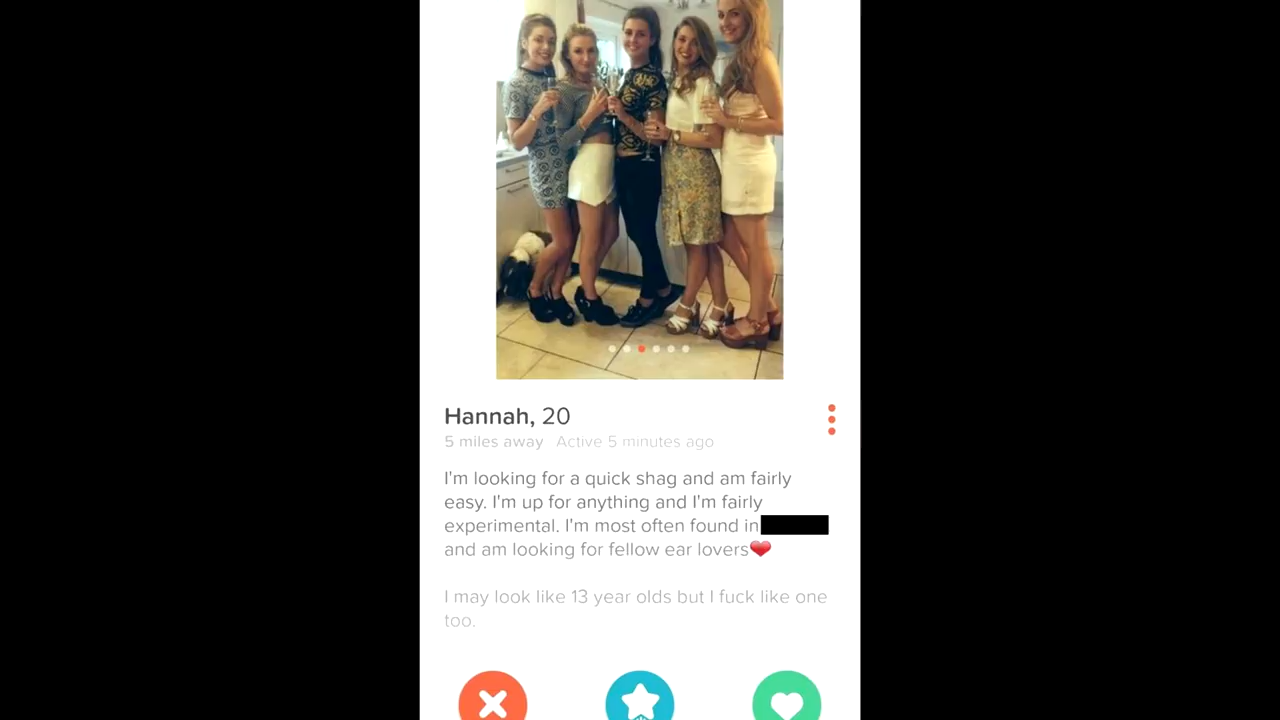 Hannah, 20
5 miles away Active 5 minutes ago
I'm looking for a quick shag and am fairly
easy. I'm up for anything and I'm fairly
experimental. I'm most often found in
and am looking for fellow ear lovers❤️
I may look like 13 year olds but I fuck like one
too.